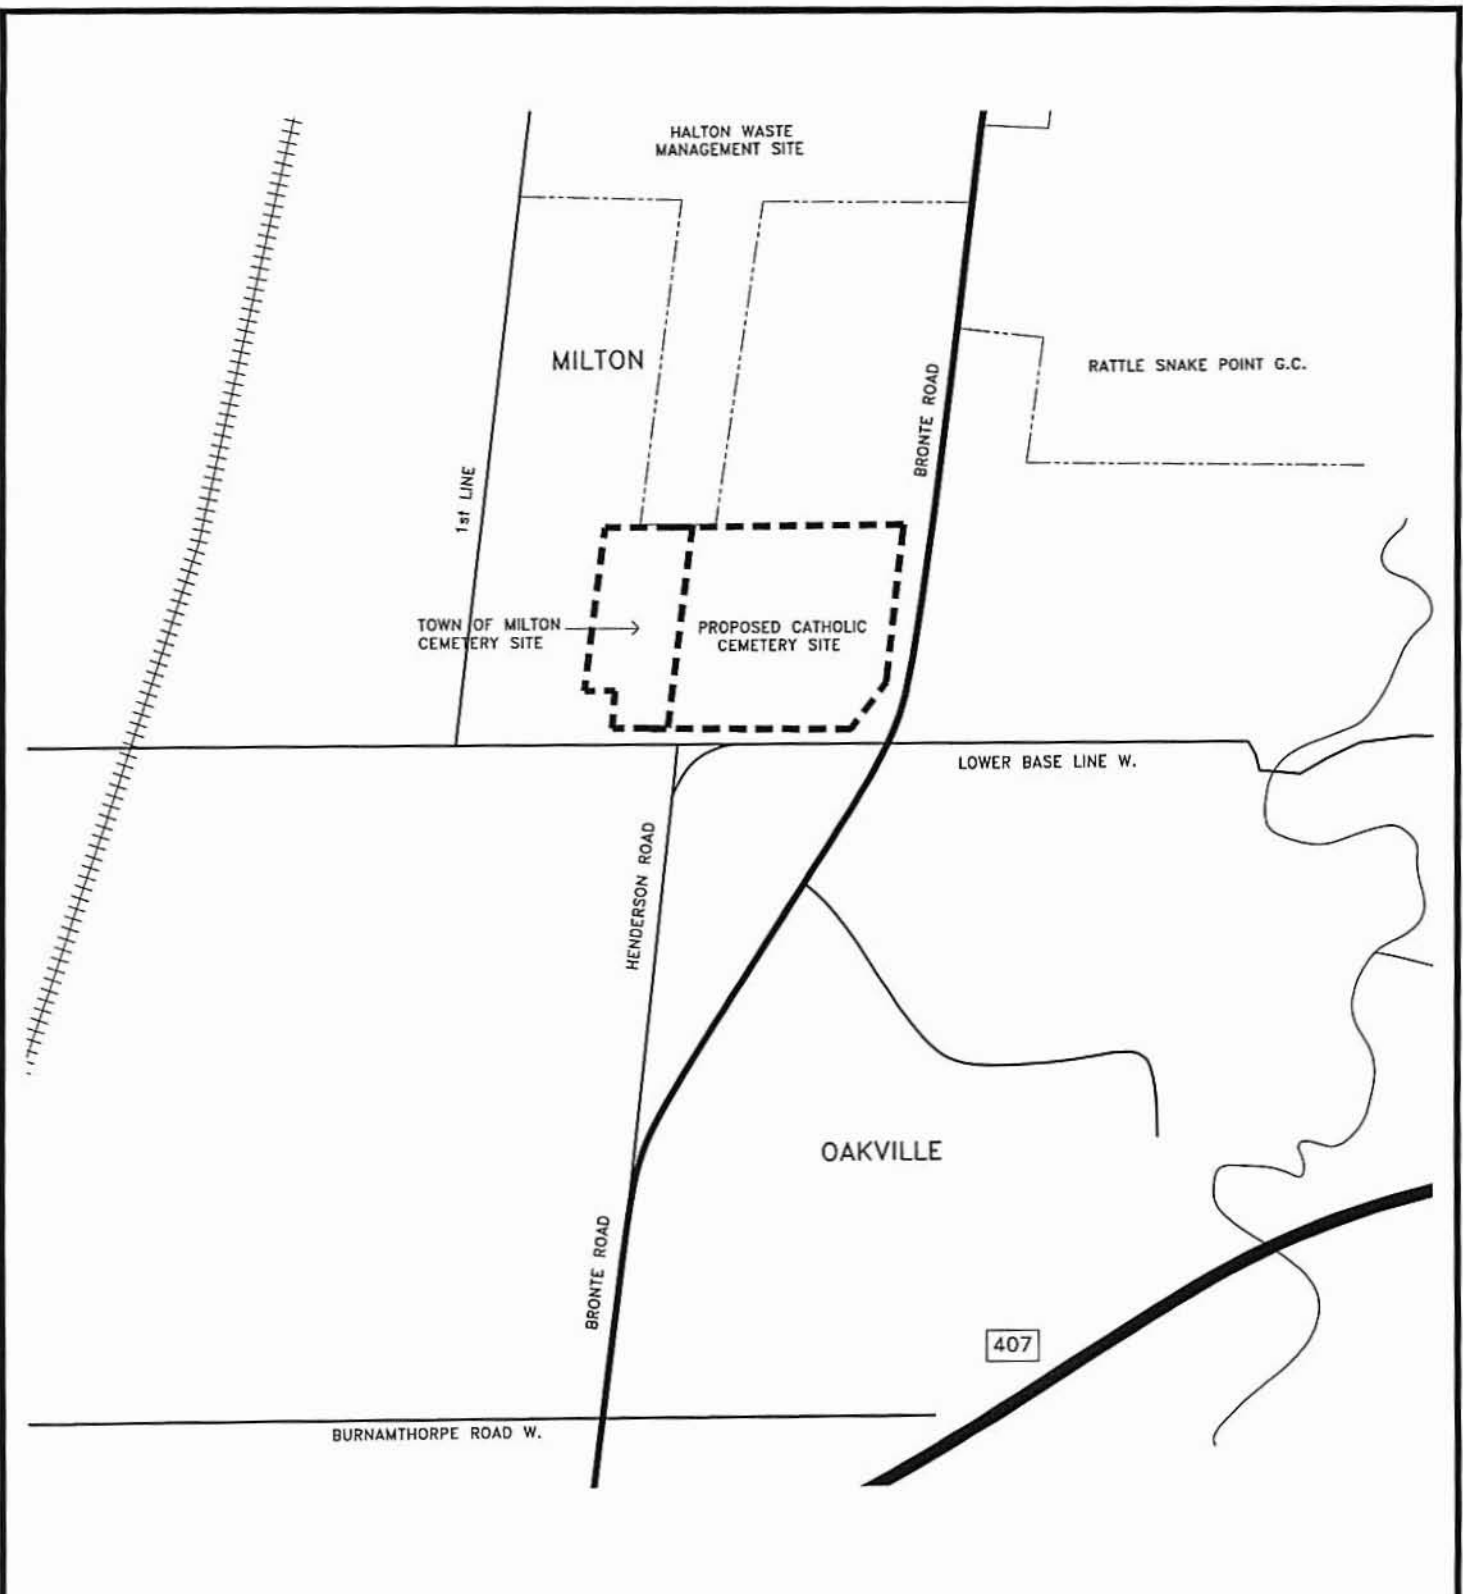 HALTON WASTE
MANAGEMENT SITE
MILTON
RATTLE SNAKE POINT G.C.
BRONTE ROAD
1st LINE
TOWN OF MILTON
CEMETERY SITE
PROPOSED CATHOLIC
CEMETERY SITE
LOWER BASE LINE W.
HENDERSON ROAD
OAKVILLE
BRONTE ROAD
407
BURNAMTHORPE ROAD W.